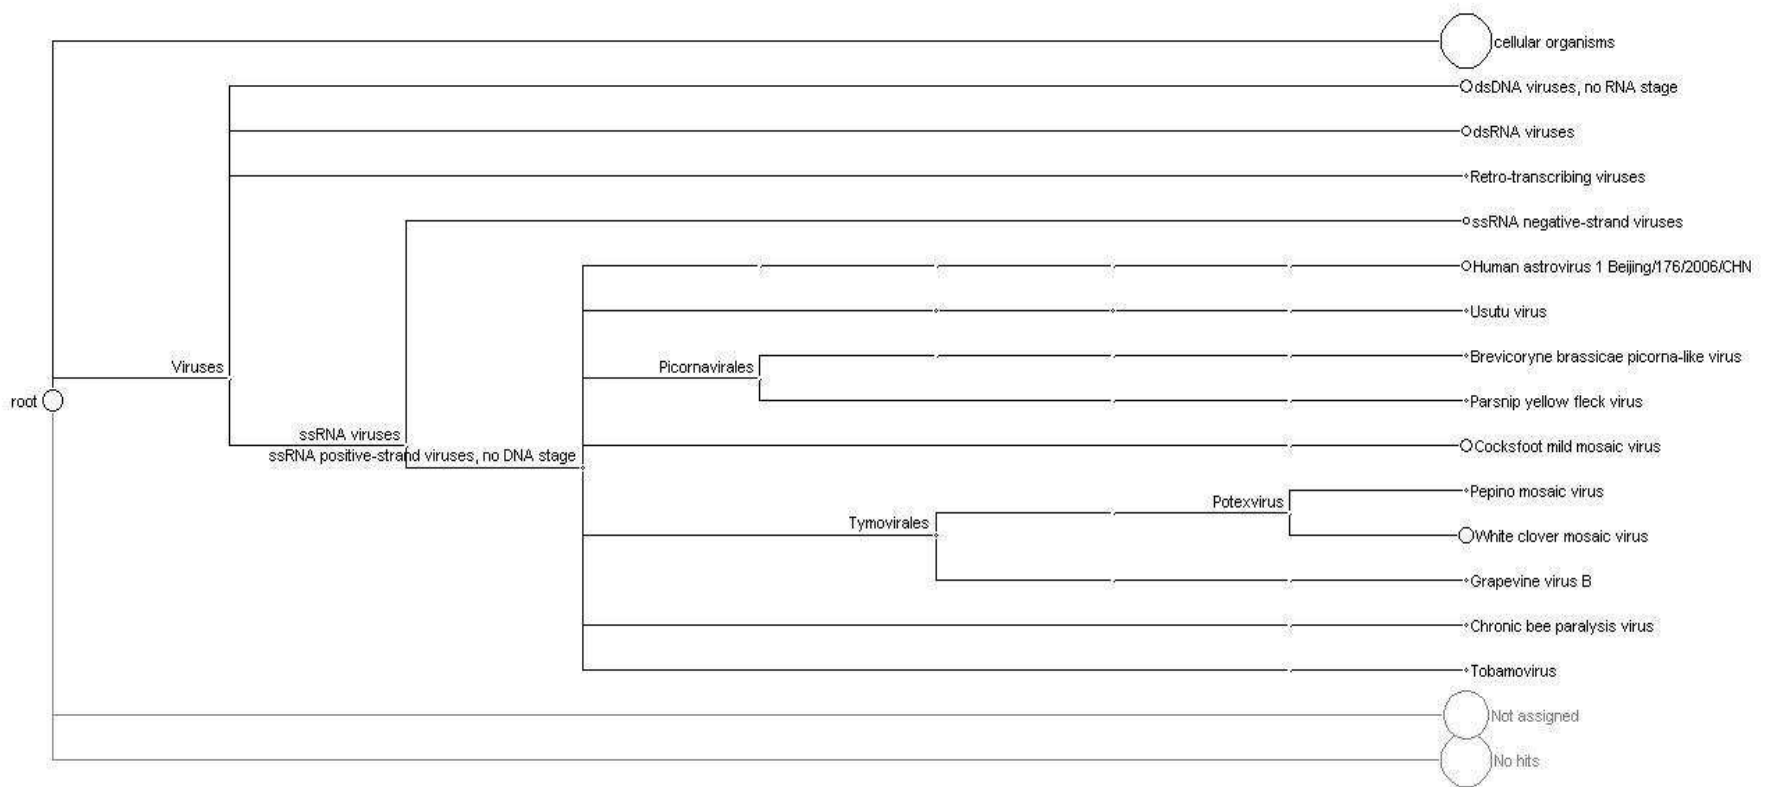 cellular organisms
dsDNA viruses, no RNA stage
dsRNA viruses
Retro-transcribing viruses
ssRNA negative-strand viruses
Human astrovirus 1 Beijing/176/2006/CHN
Usutu virus
Viruses
Picornavirales
Brevicoryne brassicae picorna-like virus
root
Parsnip yellow fleck virus
ssRNA viruses
Cocksfoot mild mosaic virus
ssRNA positive-strand viruses, no DNA stage
Pepino mosaic virus
Potexvirus
Tymovirales
White clover mosaic virus
Grapevine virus B
Chronic bee paralysis virus
Tobamovirus
Not assigned
No hits